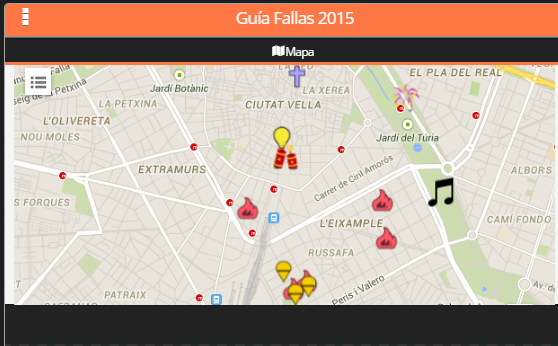 Guía Fallas 2015
Mapa
EL PLA DEL REAL
Jardí Botànic
LA XEREA
seig de la Petxina
LA PETXINA
CIUTAT VELLA
L'OLIVERETA
Jardí del Túria
NOU MOLES
EXTRAMURS
ALBORS
Carrer de Ciril Amorós
S FORQUES
L'EIXAMPLE
CAMÍ FONDO
RUSSAFA
PATRAIX
Peris i Valero
Av. de